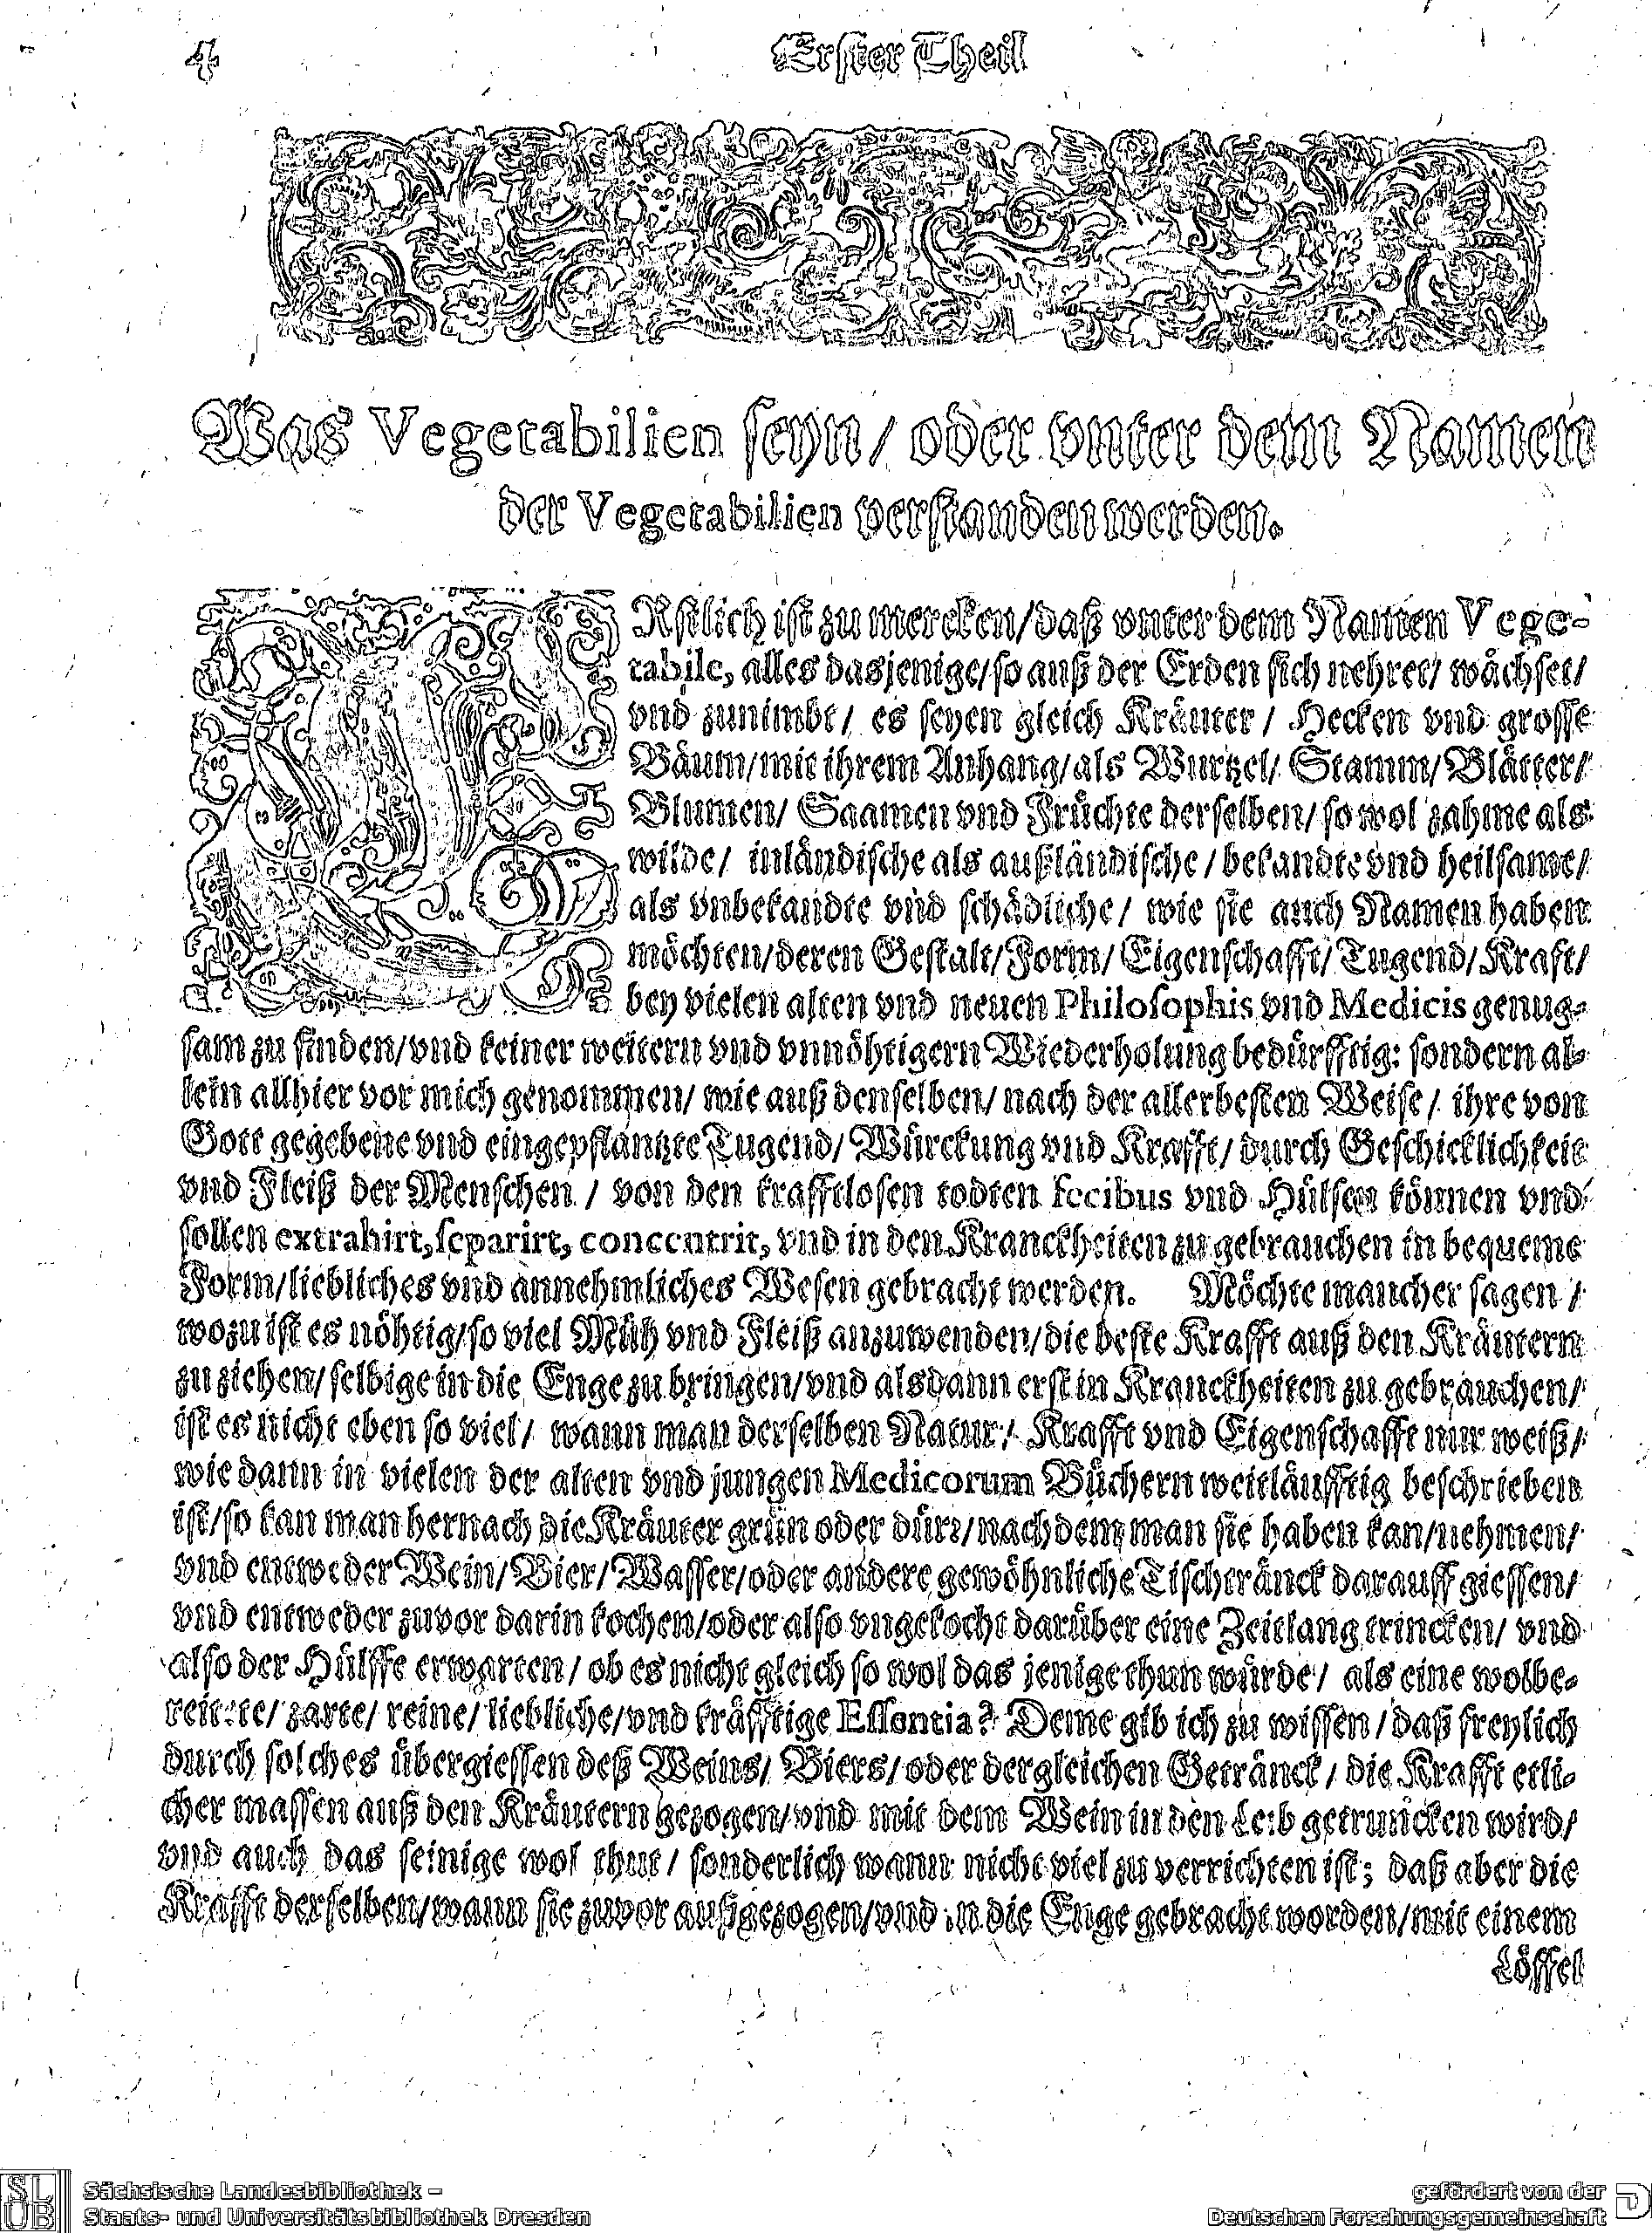 4
Erster Theil
Was Vegetabilien seyn/ oder vnter dem Namen
der Vegetabilien verstanden werden.
ERstlich ist zu mercken/ daß vnter dem Namen Vege-
tabile, alles dasjenige/ so auß der Erden sich nehret/ wächset/
vnd zunimbt/ es seyen gleich Kräuter/ Hecken vnd grosse
Bäum/ mit ihrem Anhang/ als Wurtzel/ Stamm/ Blätter/
Blumen/ Saamen vnd Früchte derselben/ so wol zahme als
wilde/ inländische als außländische/ bekandte vnd heilsame/
als vnbekandte vnd schädliche/ wie sie auch Namen haben
möchten/ deren Gestalt/ Form/ Eigenschafft/ Tugend/ Kraft/
bey vielen alten vnd neuen Philosophis vnd Medicis genug-
sam zu finden/ vnd keiner weitern vnd vnnöhtigern Wiederholung bedürfftig: sondern al-
lein allhier vor mich genommen/ wie auß denselben/ nach der allerbesten Weise/ ihre von
Gott gegebene vnd eingepflantzte Tugend/ Würckung vnd Krafft/ durch Geschicklichkeit
vnd Fleiß der Menschen/ von den krafftlosen todten fecibus vnd Hülsen können vnd
sollen extrahirt, separirt, concentrit, vnd in den Kranckheiten zu gebrauchen in bequeme
Form/ liebliches vnd annehmliches Wesen gebracht werden. Möchte mancher sagen/
wozu ist es nöhtig/ so viel Müh vnd Fleiß anzuwenden/ die beste Krafft auß den Kräutern
zu ziehen/ selbige in die Enge zu bringen/ vnd alsdann erst in Kranckheiten zu gebrauchen/
ist es nicht eben so viel/ wann man derselben Natur/ Krafft vnd Eigenschafft nur weiß/
wie dann in vielen der alten vnd jungen Medicorum Büchern weitläufftig beschrieben
ist/ so kan man hernach die Kräuter grün oder dürr/ nach dem man sie haben kan/ nehmen/
vnd entweder Wein/ Bier/ Wasser/ oder andere gewöhnliche Tischtränck darauff giessen/
vnd entweder zuvor darin kochen/ oder also vngekocht darüber eine Zeitlang trincken/ vnd
also der Hülffe erwarten/ ob es nicht gleich so wol das jenige thun würde/ als eine wolbe-
reitete/ zarte/ reine/ liebliche/ vnd kräfftige Essentia? Deme gib ich zu wissen/ daß freylich
durch solches übergiessen deß Weins/ Biers/ oder dergleichen Getränck/ die Krafft etli-
cher massen auß den Kräutern gezogen/ vnd mit dem Wein in den Leib getruncken wird/
vnd auch das seinige wol thut/ sonderlich wann nicht viel zu verrichten ist; daß aber die
Krafft derselben/ wann sie zuvor außgezogen/ vnd in die Enge gebracht worden/ mit einem
Löffel
SLUB
Sächsische Landesbibliothek –
Staats- und Universitätsbibliothek Dresden
gefördert von der
Deutschen Forschungsgemeinschaft